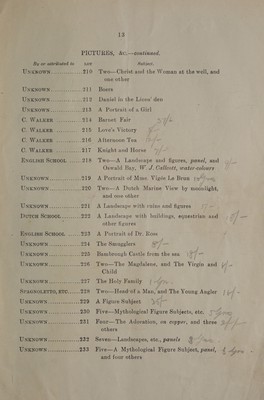 13
PICTURES, &c.—continued.
By or attributed to LOT Subject.
UNKNOWN 210 Two—Christ and the Woman at the well, and
one other
UNKNOWN 211 Boors
UNKNOWN 212 Daniel in the Lions' den
UNKNOWN 213 A Portrait of a Girl
C. WALKER 214 Barnet Fair
C. WALKER 215 Love's Victory
C. WALKER 216 Afternoon Tea
C. WALKER 217 Knight and Horse
ENGLISH SCHOOL 218 Two—A Landscape and figures, panel, and
Oswald Bay, W J. Callcott, water-colours
UNKNOWN 219 A Portrait of Mme. Vigée Le Brun
UNKNOWN 220 Two—A Dutch Marine View by moonlight,
and one other
UNKNOWN 221 A Landscape with ruins and figures
DUTCH SCHOOL 222 A Landscape with buildings, equestrian and
other figures
ENGLISH SCHOOL 223 A Portrait of Dr. Rose
UNKNOWN 224 The Smugglers
UNKNOWN 225 Bamborugh Castle from the sea
UNKNOWN 226 Two—The Magdalene, and The Virgin and
Child
UNKNOWN 227 The Holy Family
SPAGNOLETTO, ETC. 228 Two—Head of a Man, and The Young Angler
UNKNOWN 229 A Figure Subject
UNKNOWN 230 Five—Mythological Figure Subjects, etc.
UNKNOWN 231 Four—The Adoration, on copper, and three
others
UNKNOWN 232 Seven—Landscapes, etc., panels
UNKNOWN 233 Five—A Mythological Figure Subject, panel,
and four others